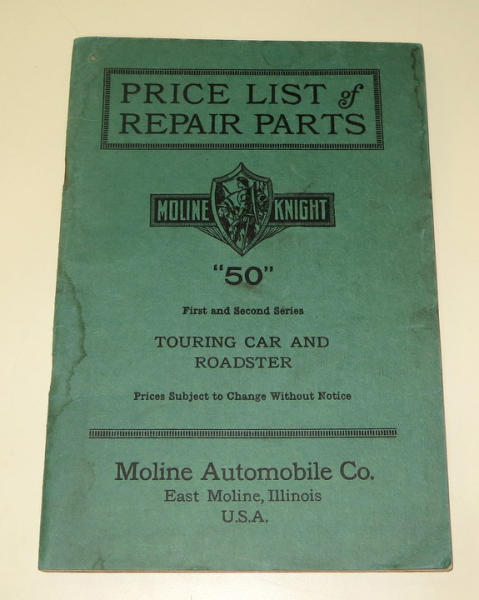 PRICE LIST of
REPAIR PARTS
MOLINE KNIGHT
"50"
First and Second Series
TOURING CAR AND
ROADSTER
Prices Subject to Change Without Notice
Moline Automobile Co.
East Moline, Illinois
U.S.A.